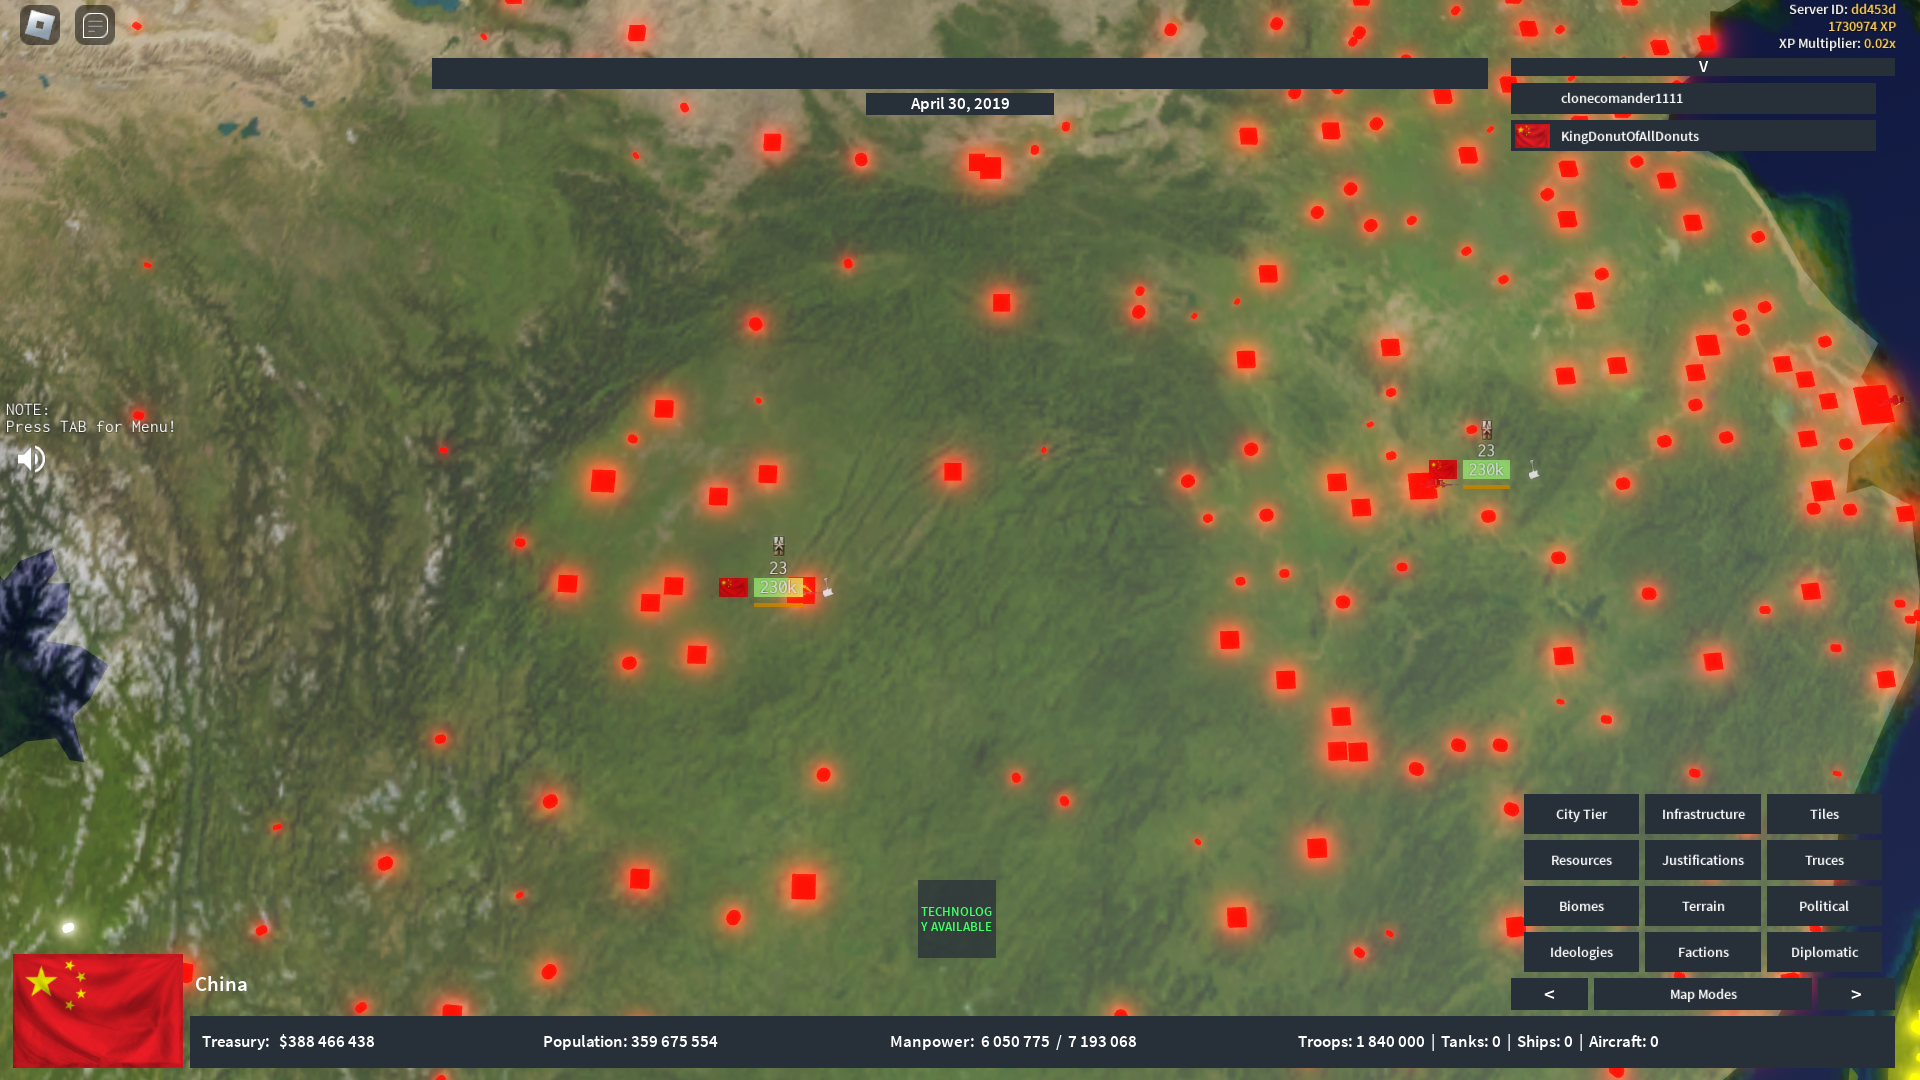 Server ID: dd453d
1730974 XP
XP Multiplier: 0.02x
V
clonecomander1111
KingDonutOfAllDonuts
April 30, 2019
NOTE:
Press TAB for Menu!
23
230k
23
230k
TECHNOLOG
Y AVAILABLE
City Tier
Infrastructure
Tiles
Resources
Justifications
Truces
Biomes
Terrain
Political
Ideologies
Factions
Diplomatic
<
Map Modes
>
China
Treasury: $388 466 438
Population: 359 675 554
Manpower: 6 050 775 / 7 193 068
Troops: 1 840 000 | Tanks: 0 | Ships: 0 | Aircraft: 0